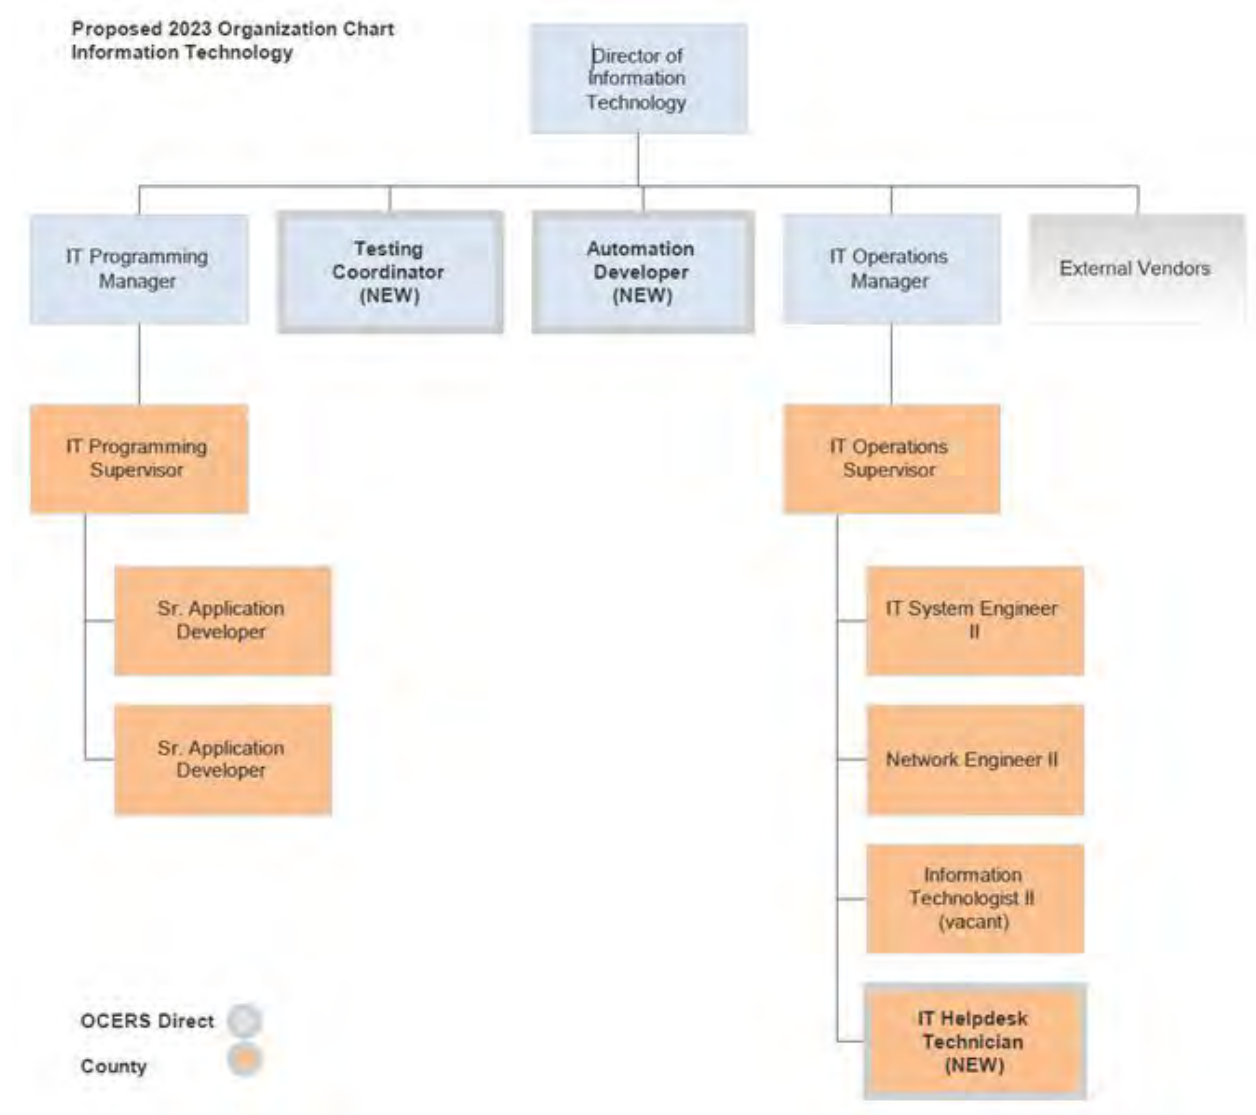 Proposed 2023 Organization Chart
Information Technology
Director of
Information
Technology
IT Programming
Manager
Testing
Coordinator
(NEW)
Automation
Developer
(NEW)
IT Operations
Manager
External Vendors
IT Programming
Supervisor
IT Operations
Supervisor
Sr. Application
Developer
IT System Engineer
II
Sr. Application
Developer
Network Engineer II
Information
Technologist II
(vacant)
IT Helpdesk
Technician
(NEW)
OCERS Direct
County